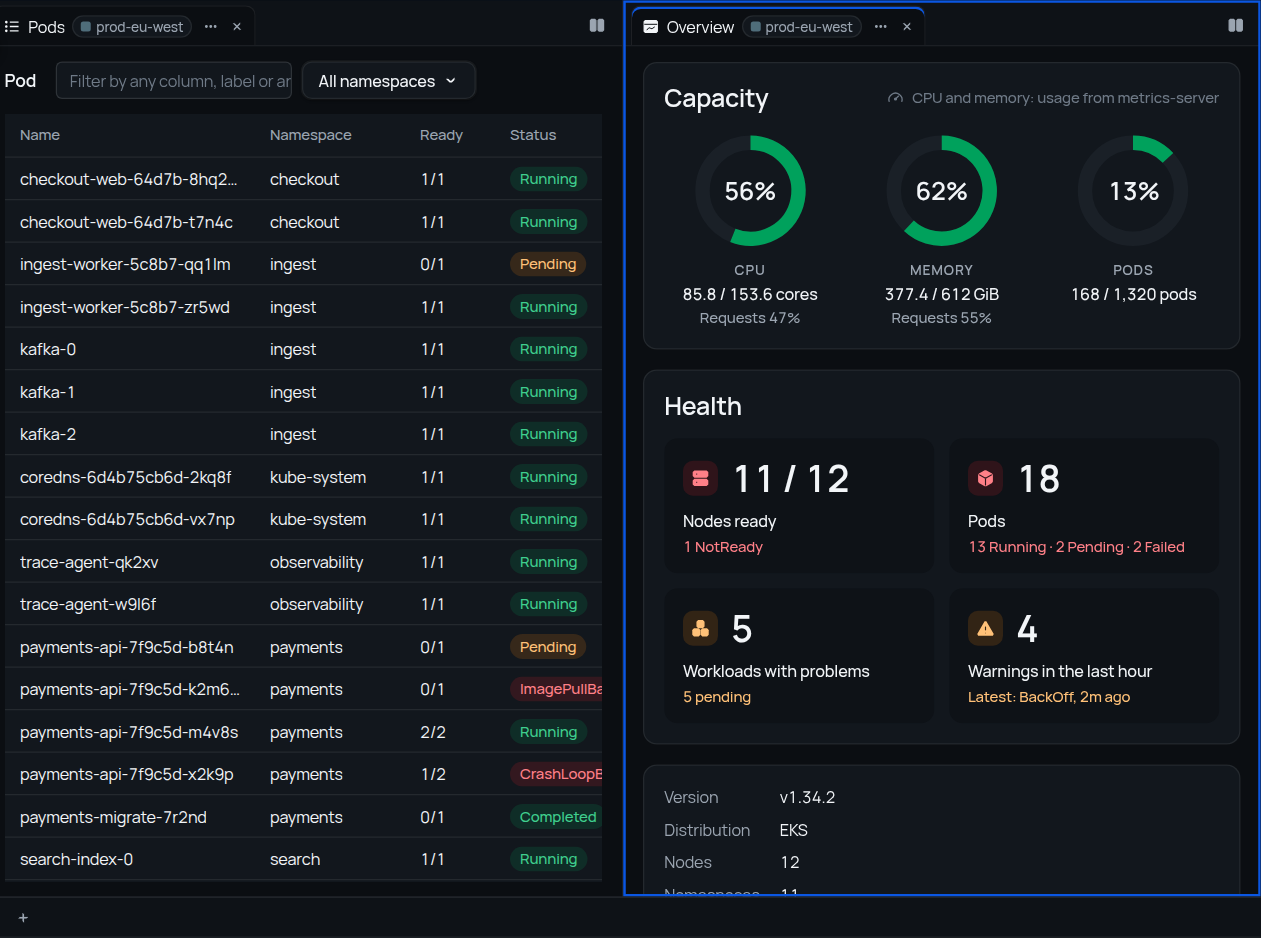 Pods prod-eu-west
Pod Filter by any column, label or an All namespaces
Name Namespace Ready Status
checkout-web-64d7b-8hq2… checkout 1/1 Running
checkout-web-64d7b-t7n4c checkout 1/1 Running
ingest-worker-5c8b7-qq1lm ingest 0/1 Pending
ingest-worker-5c8b7-zr5wd ingest 1/1 Running
kafka-0 ingest 1/1 Running
kafka-1 ingest 1/1 Running
kafka-2 ingest 1/1 Running
coredns-6d4b75cb6d-2kq8f kube-system 1/1 Running
coredns-6d4b75cb6d-vx7np kube-system 1/1 Running
trace-agent-qk2xv observability 1/1 Running
trace-agent-w9l6f observability 1/1 Running
payments-api-7f9c5d-b8t4n payments 0/1 Pending
payments-api-7f9c5d-k2m6… payments 0/1 ImagePullBa
payments-api-7f9c5d-m4v8s payments 2/2 Running
payments-api-7f9c5d-x2k9p payments 1/2 CrashLoopB
payments-migrate-7r2nd payments 0/1 Completed
search-index-0 search 1/1 Running
Overview prod-eu-west
Capacity CPU and memory: usage from metrics-server
56% 62% 13%
CPU MEMORY PODS
85.8 / 153.6 cores 377.4 / 612 GiB 168 / 1,320 pods
Requests 47% Requests 55%
Health
11 / 12
Nodes ready
1 NotReady
18
Pods
13 Running · 2 Pending · 2 Failed
5
Workloads with problems
5 pending
4
Warnings in the last hour
Latest: BackOff, 2m ago
Version v1.34.2
Distribution EKS
Nodes 12
Namespaces 11